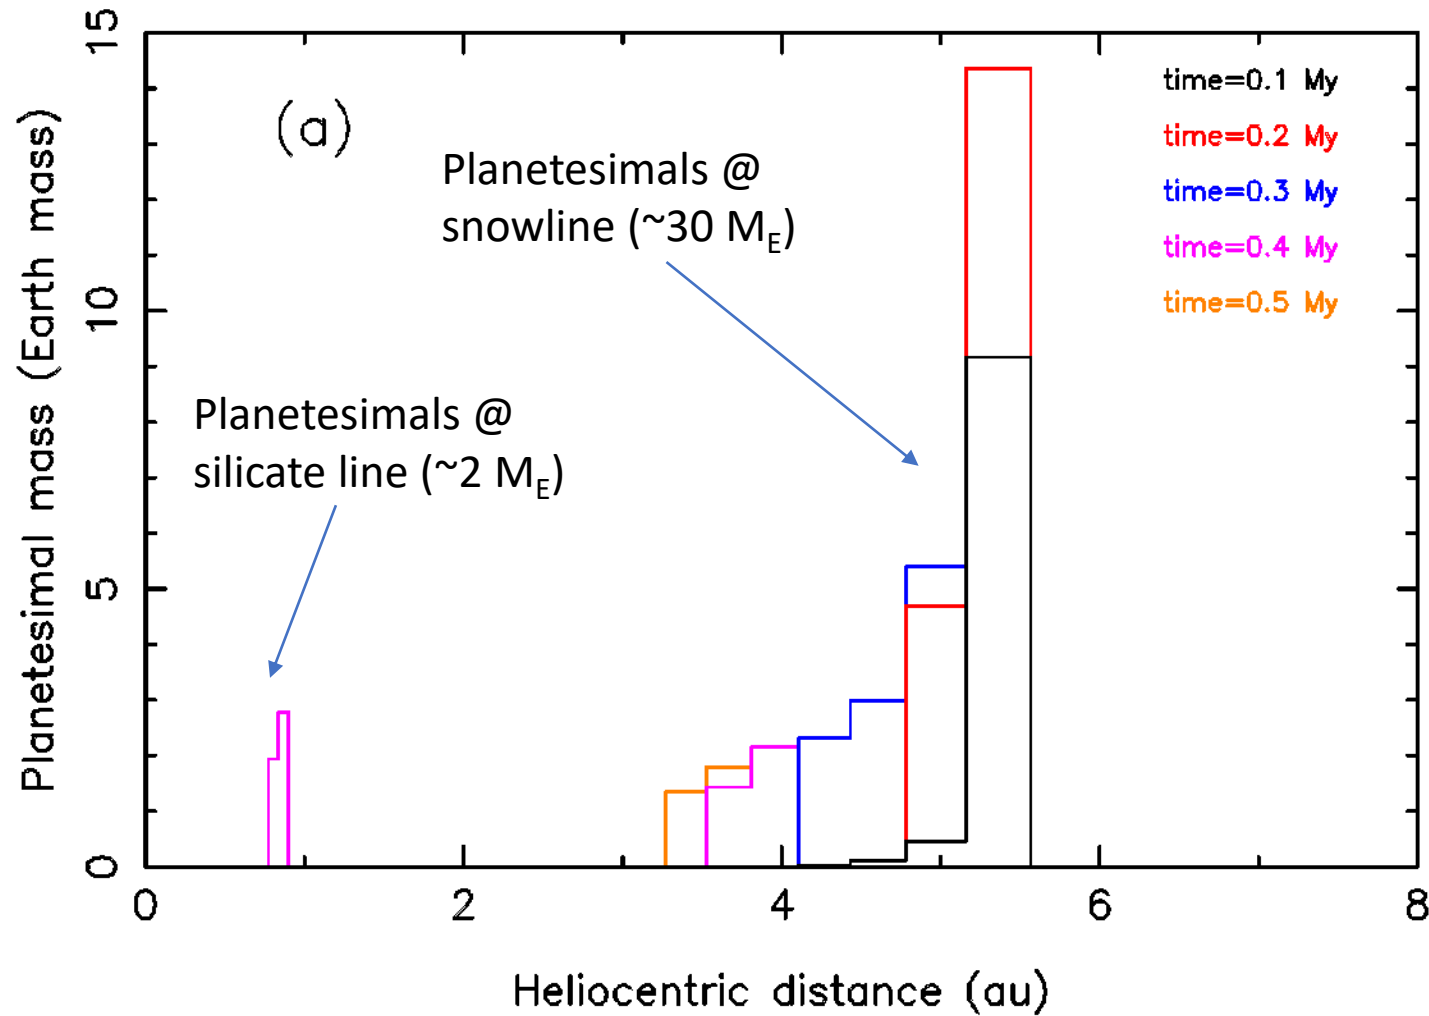 (a)
Planetesimals @
snowline (~30 M_E)
Planetesimals @
silicate line (~2 M_E)
time=0.1 My
time=0.2 My
time=0.3 My
time=0.4 My
time=0.5 My
Planetesimal mass (Earth mass)
15
10
5
0
0 2 4 6 8
Heliocentric distance (au)